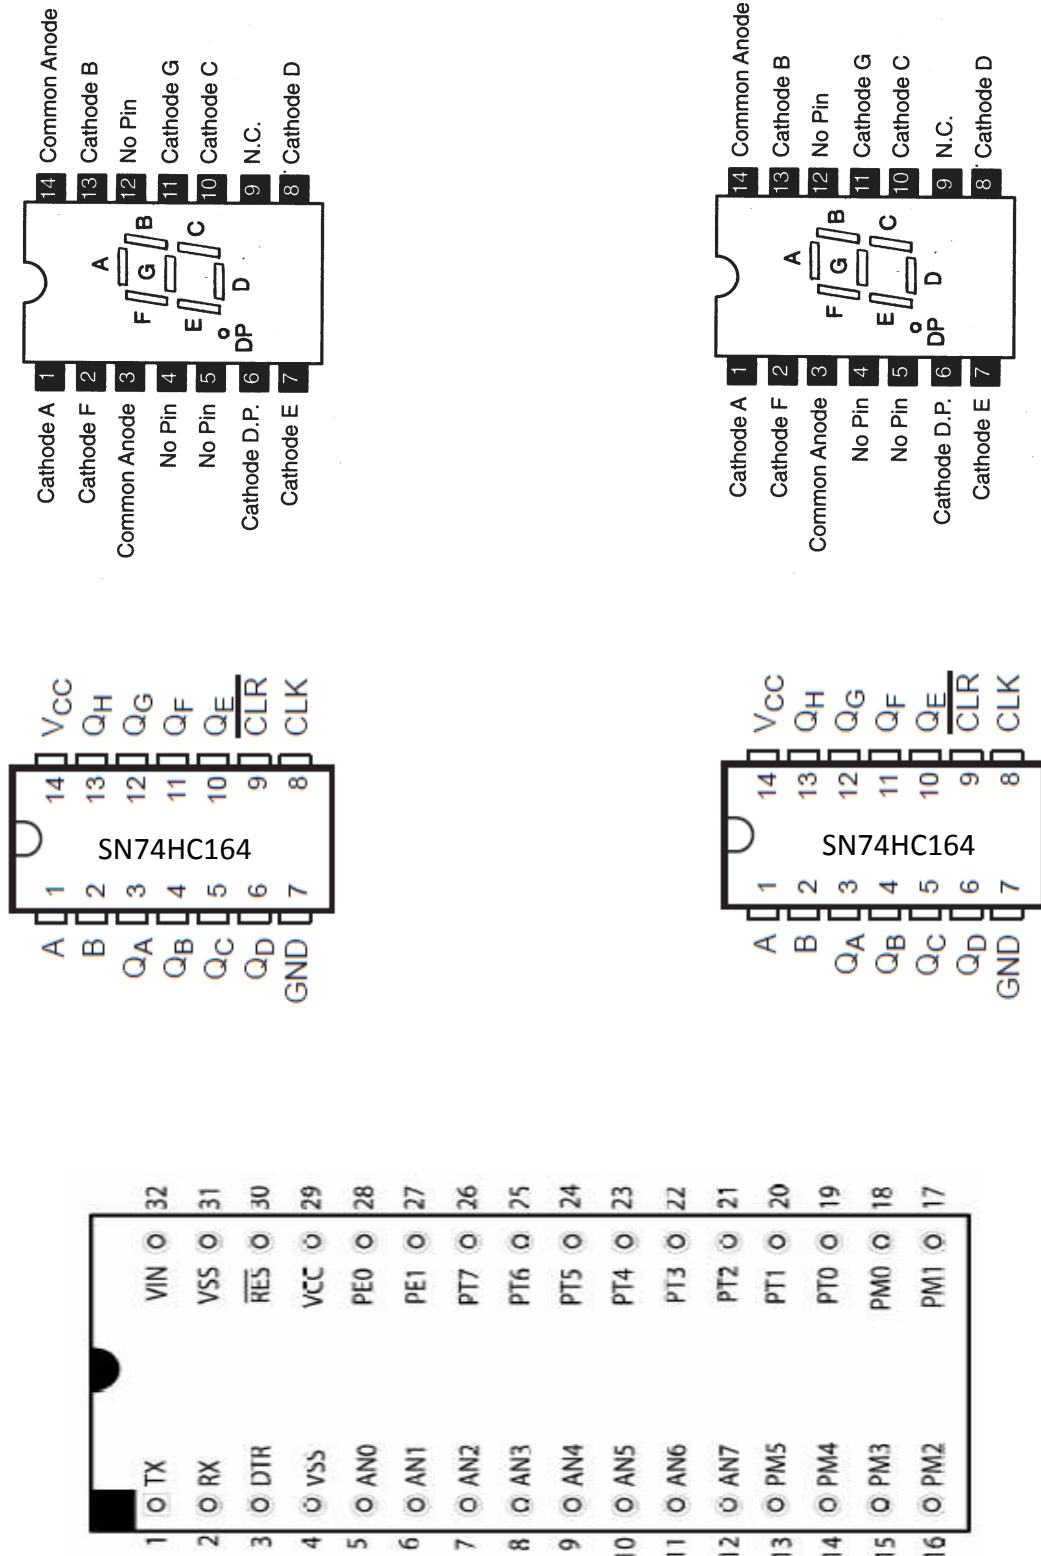 14 Common Anode
13 Cathode B
12 No Pin
11 Cathode G
10 Cathode C
9 N.C.
8 Cathode D
A
B
C
D
E
F
G
DP
1 Cathode A
2 Cathode F
3 Common Anode
4 No Pin
5 No Pin
6 Cathode D.P.
7 Cathode E
14 Common Anode
13 Cathode B
12 No Pin
11 Cathode G
10 Cathode C
9 N.C.
8 Cathode D
A
B
C
D
E
F
G
DP
1 Cathode A
2 Cathode F
3 Common Anode
4 No Pin
5 No Pin
6 Cathode D.P.
7 Cathode E
14 VCC
13 QH
12 QG
11 QF
10 QE
9 CLR
8 CLK
SN74HC164
1 A
2 B
3 QA
4 QB
5 QC
6 QD
7 GND
14 VCC
13 QH
12 QG
11 QF
10 QE
9 CLR
8 CLK
SN74HC164
1 A
2 B
3 QA
4 QB
5 QC
6 QD
7 GND
VIN 32
VSS 31
RES 30
VCC 29
PE0 28
PE1 27
PT7 26
PT6 25
PT5 24
PT4 23
PT3 22
PT2 21
PT1 20
PT0 19
PM0 18
PM1 17
1 TX
2 RX
3 DTR
4 VSS
5 AN0
6 AN1
7 AN2
8 AN3
9 AN4
10 AN5
11 AN6
12 AN7
13 PM5
14 PM4
15 PM3
16 PM2